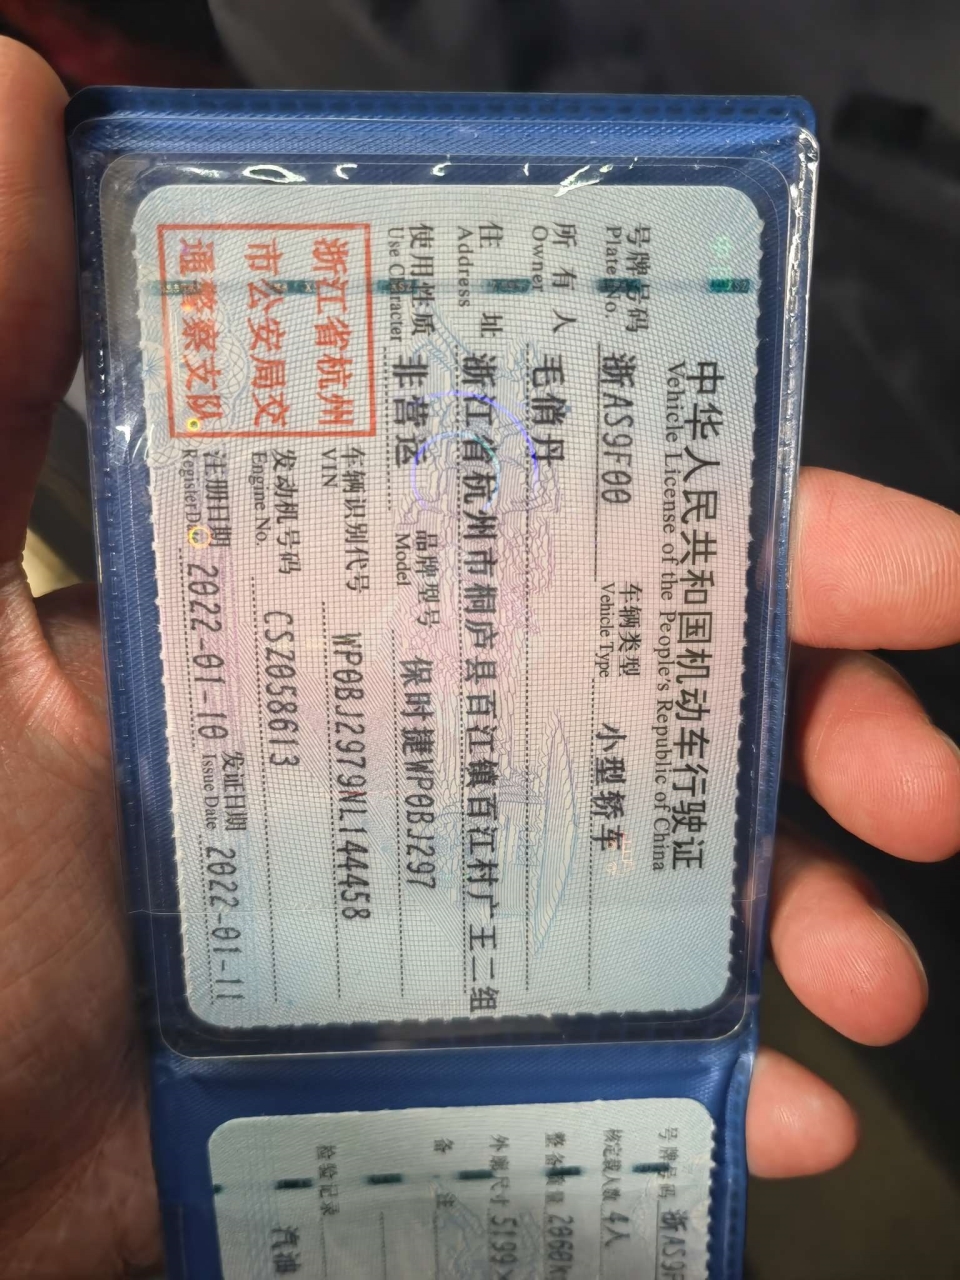 中华人民共和国机动车行驶证
Vehicle License of the People's Republic of China
号牌号码 浙AS9F00 车辆类型 小型轿车
Plate No. Vehicle Type
所有人 毛俏丹
Owner
住址 浙江省杭州市桐庐县百江镇百江村广王二组
Address
使用性质 非营运 品牌型号 保时捷WP0BJ297
Use Character Model
浙江省杭州
市公安局交
通警察支队
车辆识别代号 WP0BJ2979NL144458
VIN
发动机号码 CSZ058613
Engine No.
注册日期 2022-01-10 发证日期 2022-01-11
Register Issue Date
号牌号码 浙AS9F
核定载人数 4人
整备质量 2060k
外廓尺寸 5199×
备注
检验记录
汽油